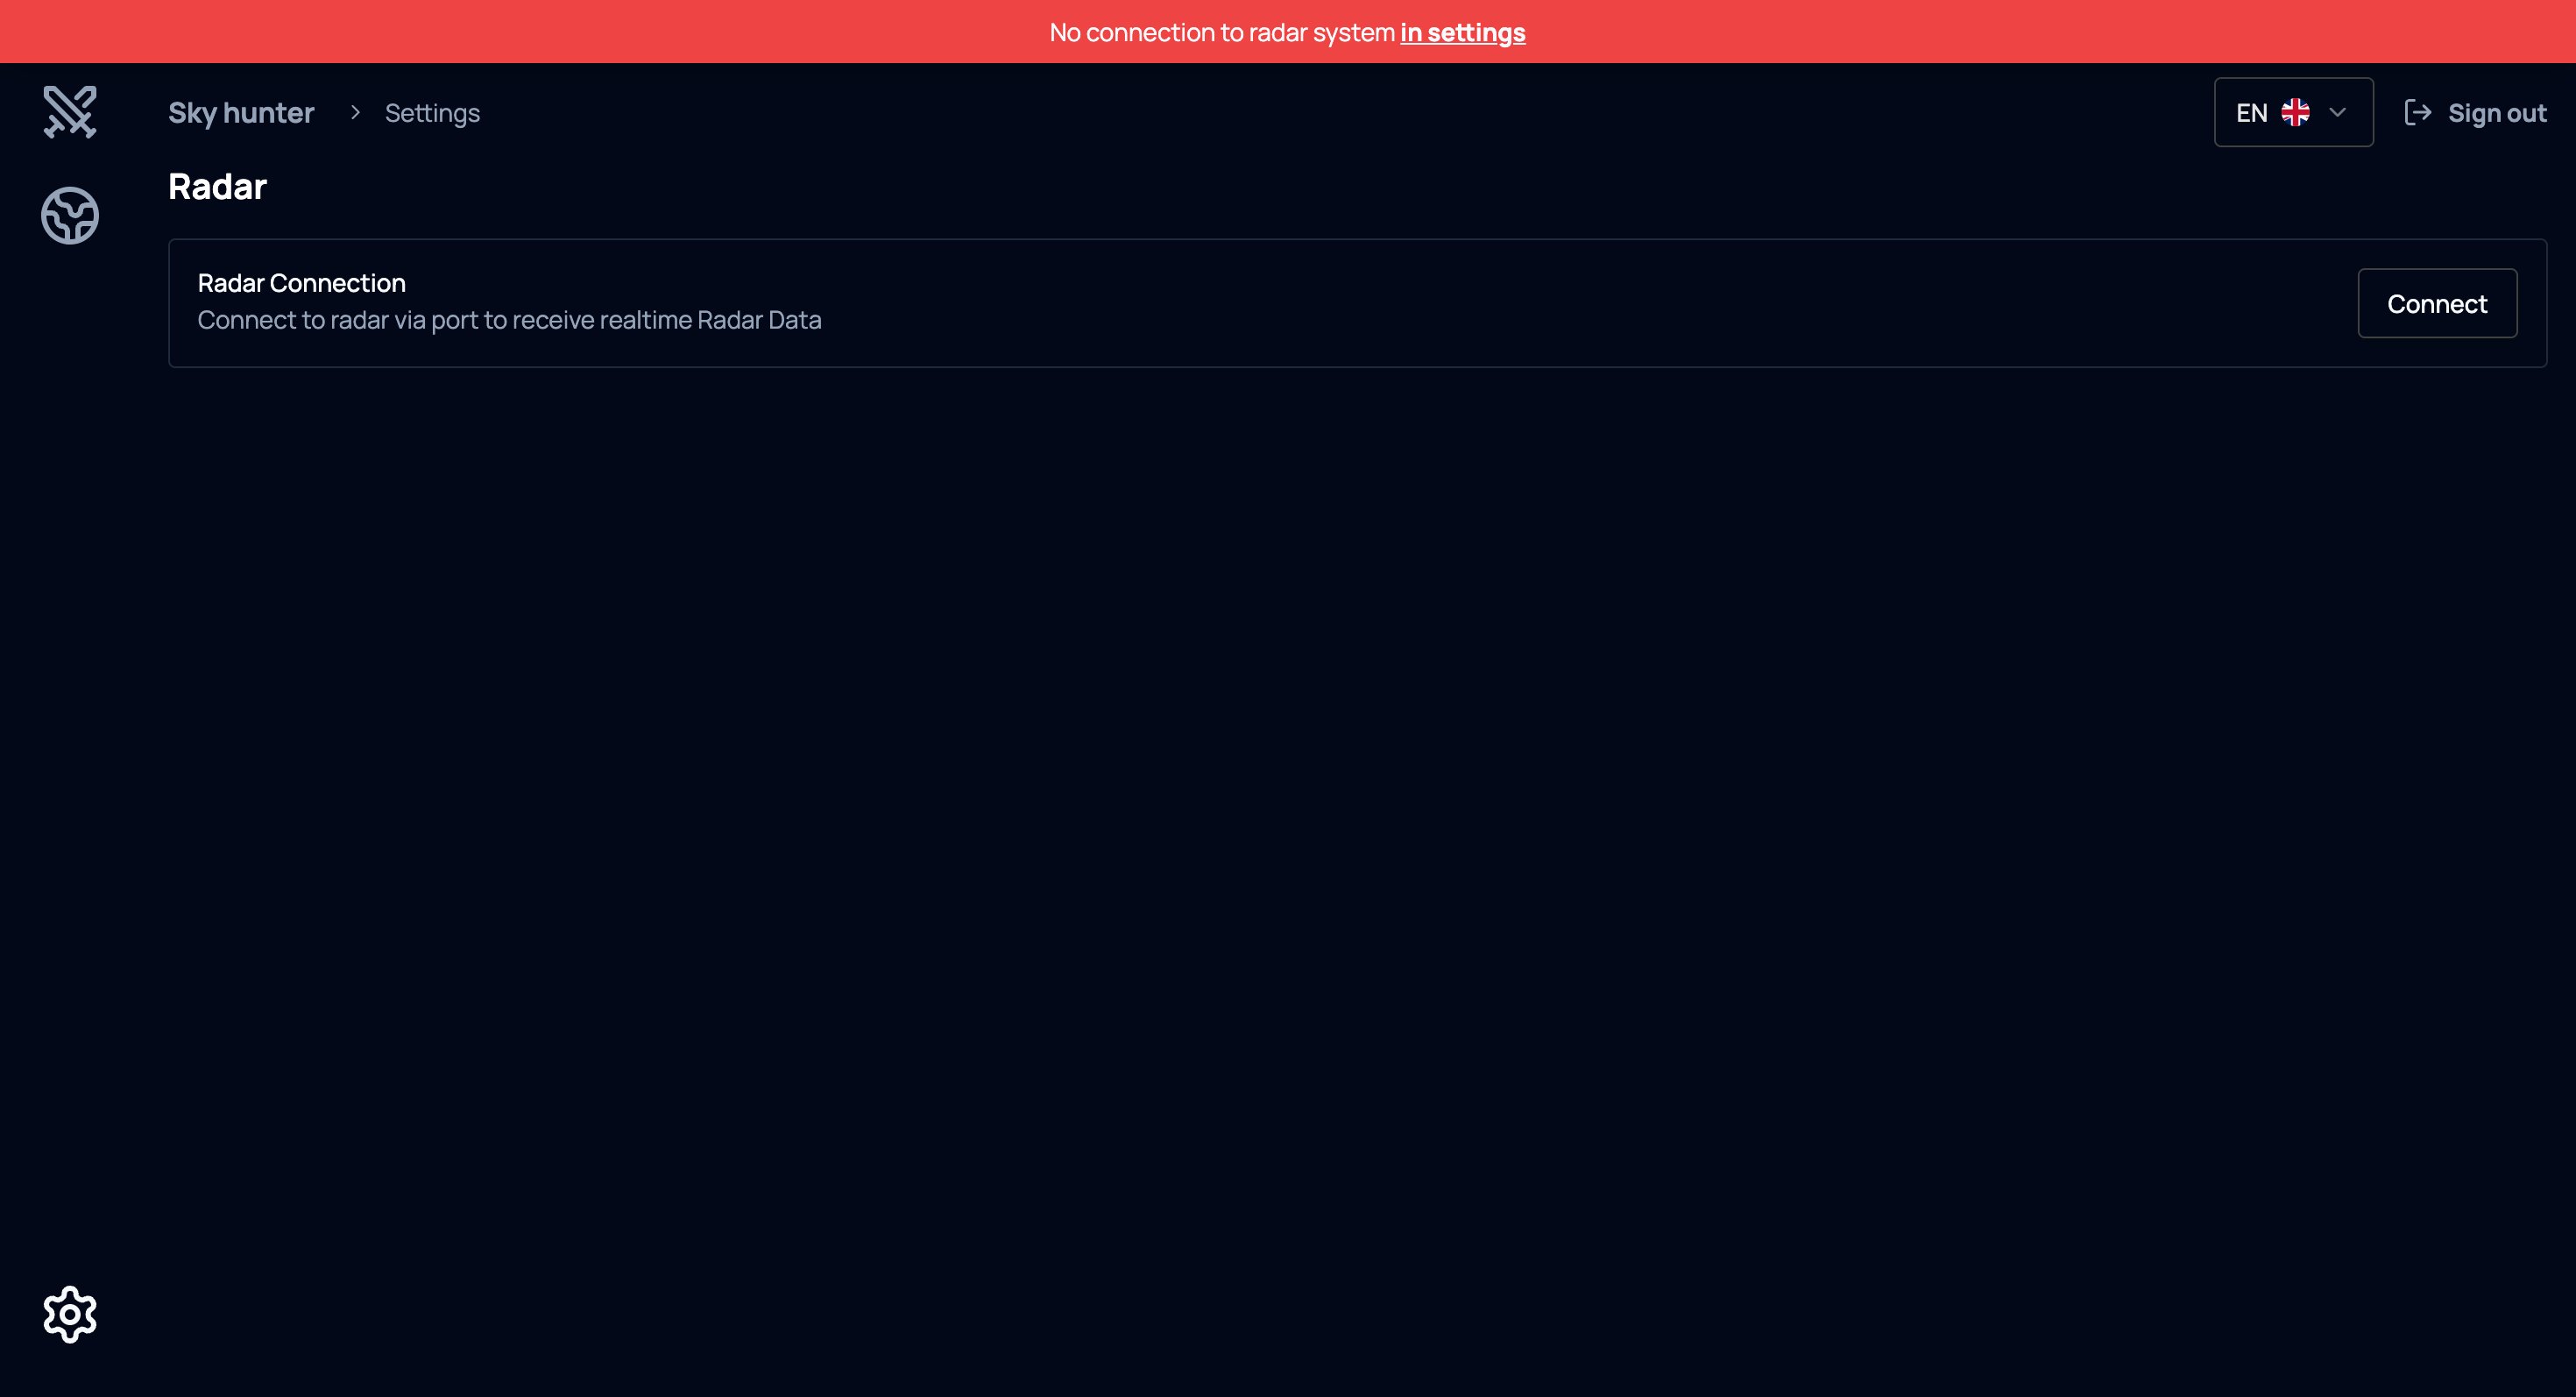 No connection to radar system in settings
Sky hunter
Settings
EN
Sign out
Radar
Radar Connection
Connect to radar via port to receive realtime Radar Data
Connect